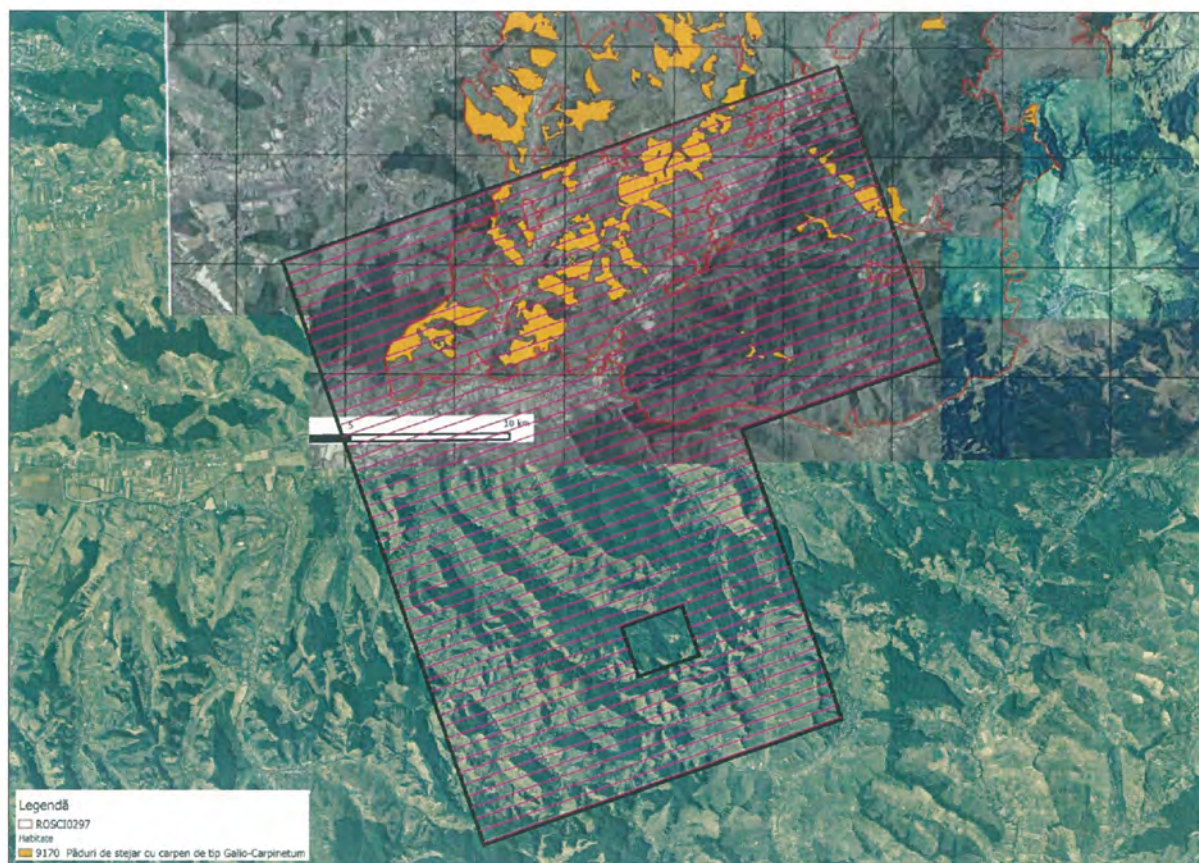 5 10 km
Legendă
ROSCI0297
Habitate
9170 Păduri de stejar cu carpen de tip Galio-Carpinetum